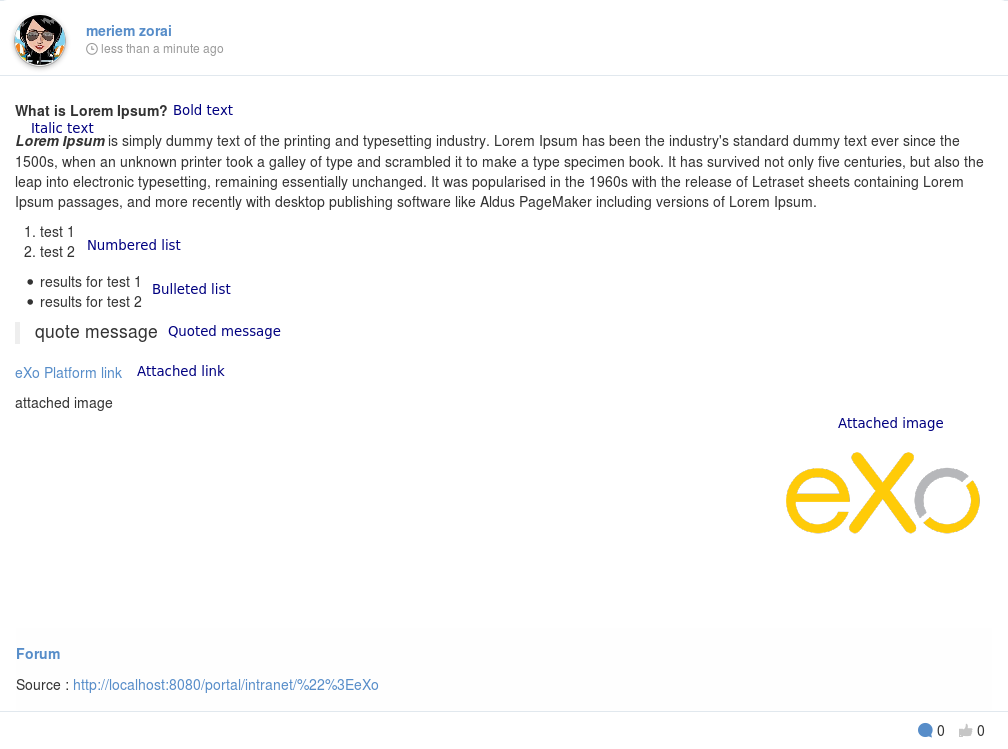 meriem zorai
less than a minute ago
What is Lorem Ipsum? Bold text
Italic text
Lorem Ipsum is simply dummy text of the printing and typesetting industry. Lorem Ipsum has been the industry's standard dummy text ever since the
1500s, when an unknown printer took a galley of type and scrambled it to make a type specimen book. It has survived not only five centuries, but also the
leap into electronic typesetting, remaining essentially unchanged. It was popularised in the 1960s with the release of Letraset sheets containing Lorem
Ipsum passages, and more recently with desktop publishing software like Aldus PageMaker including versions of Lorem Ipsum.
1. test 1
2. test 2
Numbered list
• results for test 1
• results for test 2
Bulleted list
quote message Quoted message
eXo Platform link Attached link
attached image
Attached image
eXo
Forum
Source : http://localhost:8080/portal/intranet/%22%3EeXo
0 0